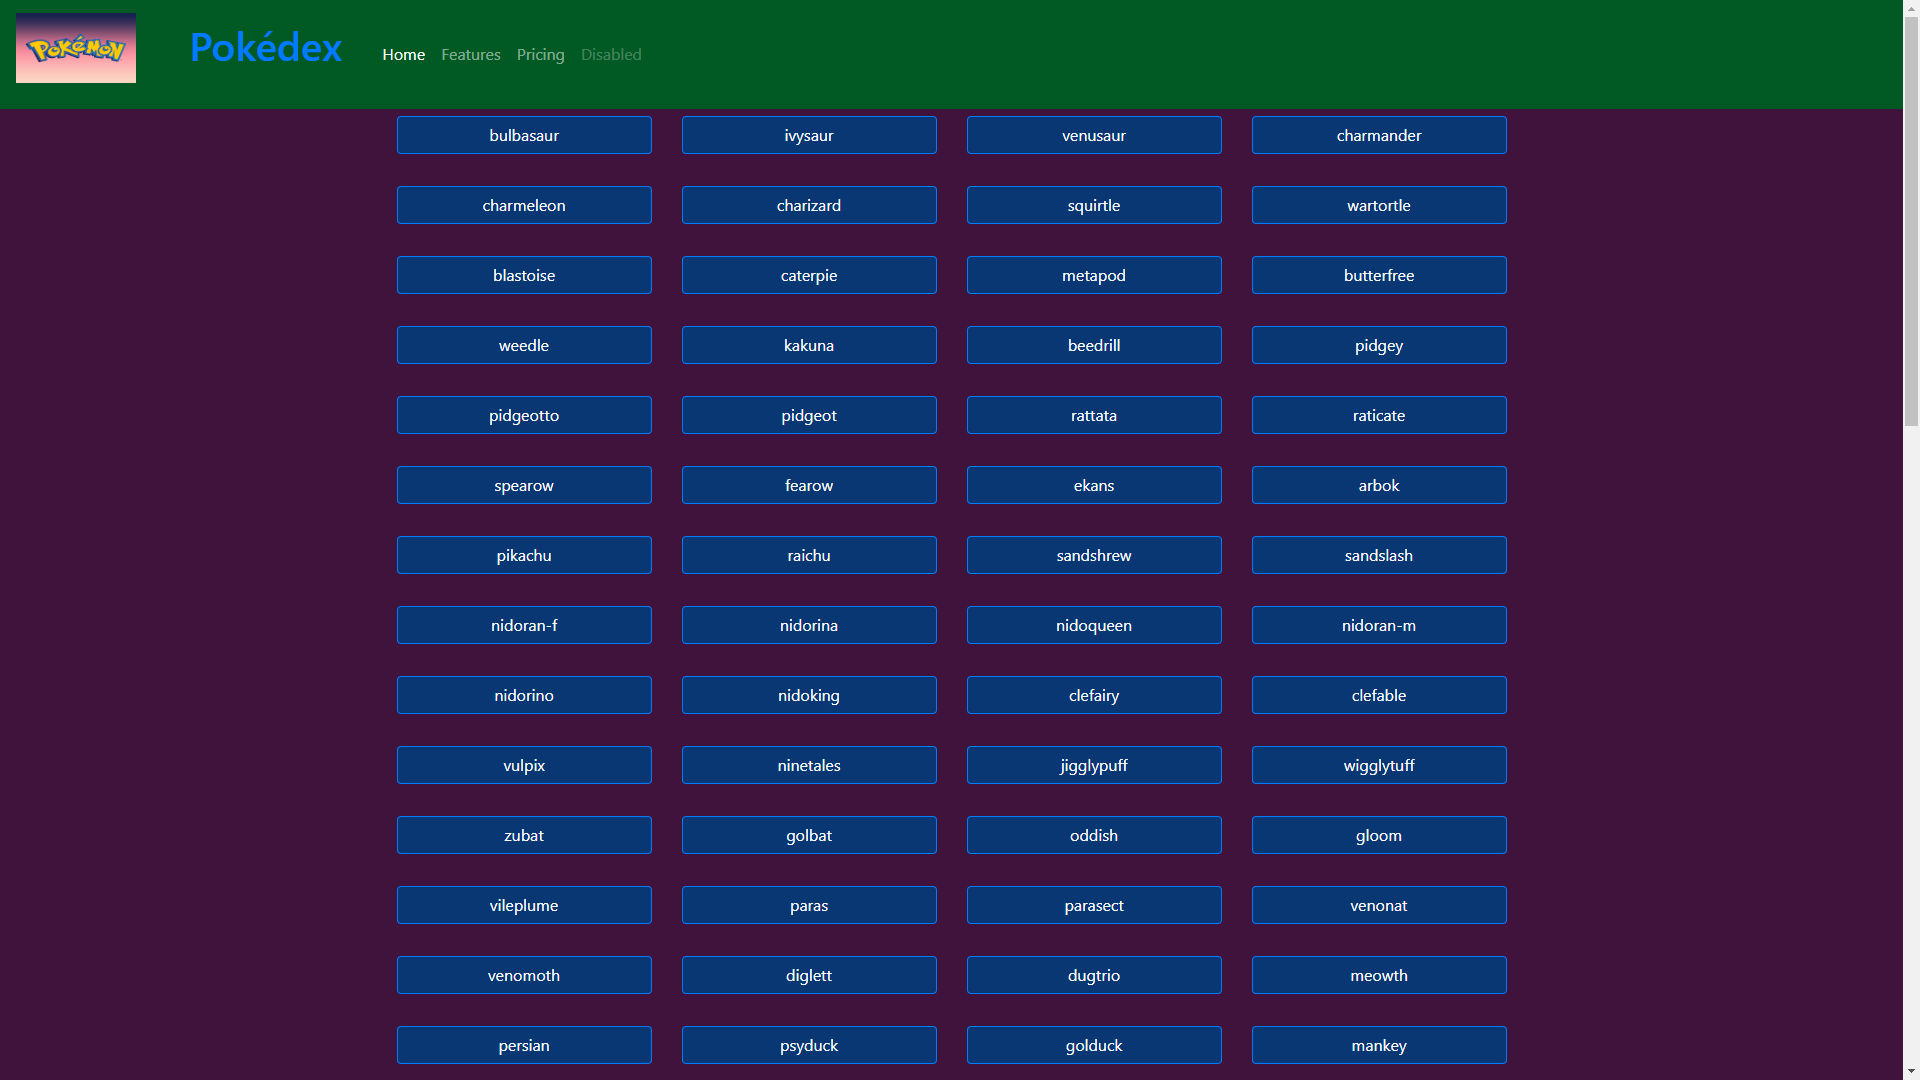 POKéMON
Pokédex
Home Features Pricing Disabled
bulbasaur ivysaur venusaur charmander
charmeleon charizard squirtle wartortle
blastoise caterpie metapod butterfree
weedle kakuna beedrill pidgey
pidgeotto pidgeot rattata raticate
spearow fearow ekans arbok
pikachu raichu sandshrew sandslash
nidoran-f nidorina nidoqueen nidoran-m
nidorino nidoking clefairy clefable
vulpix ninetales jigglypuff wigglytuff
zubat golbat oddish gloom
vileplume paras parasect venonat
venomoth diglett dugtrio meowth
persian psyduck golduck mankey